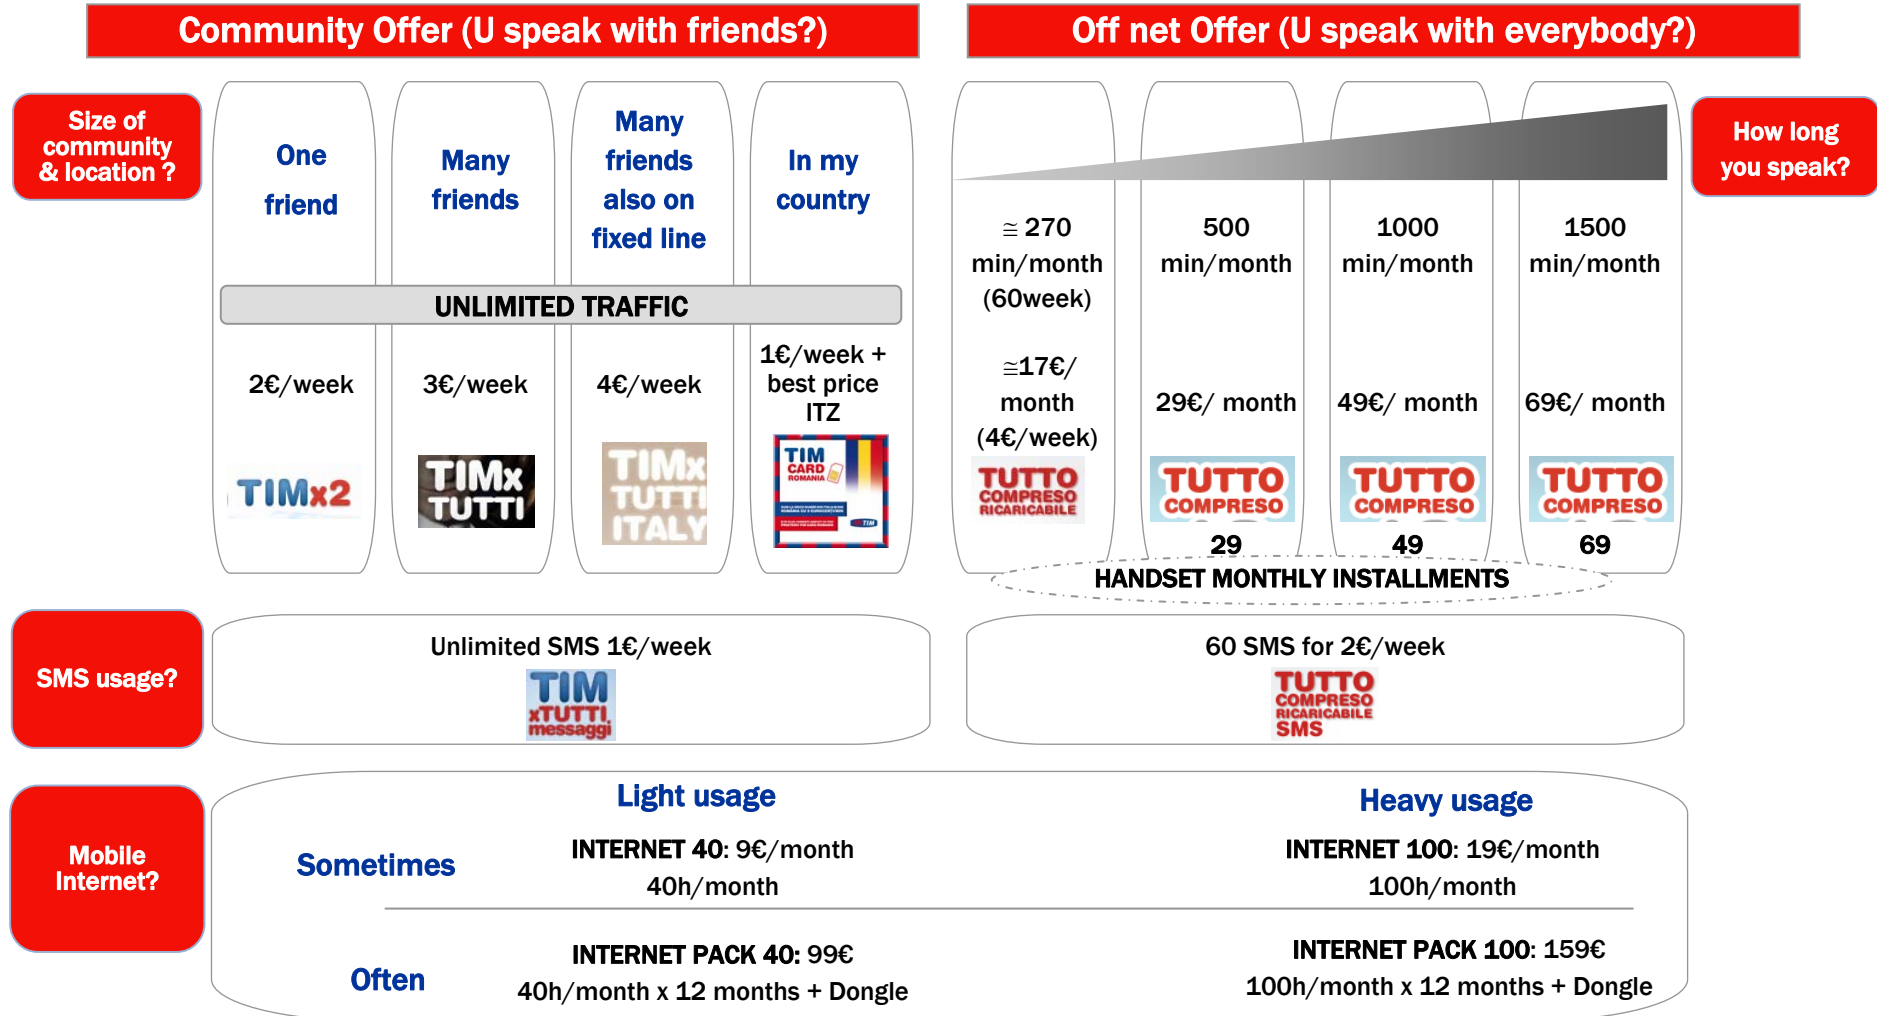 Community Offer (U speak with friends?)
Off net Offer (U speak with everybody?)
Size of
community
& location ?
One
friend
Many
friends
Many
friends
also on
fixed line
In my
country
How long
you speak?
≅ 270
min/month
(60week)
500
min/month
1000
min/month
1500
min/month
UNLIMITED TRAFFIC
2€/week
3€/week
4€/week
1€/week +
best price
ITZ
≅17€/
month
(4€/week)
29€/ month
49€/ month
69€/ month
TIMx2
TIMx
TUTTI
TIMx
TUTTI
ITALY
TIM
CARD
ROMANIA
TIM
TUTTO
COMPRESO
RICARICABILE
TUTTO
COMPRESO
29
TUTTO
COMPRESO
49
TUTTO
COMPRESO
69
HANDSET MONTHLY INSTALLMENTS
SMS usage?
Unlimited SMS 1€/week
TIM
xTUTTI
messaggi
60 SMS for 2€/week
TUTTO
COMPRESO
RICARICABILE
SMS
Mobile
Internet?
Light usage
Heavy usage
Sometimes
INTERNET 40: 9€/month
40h/month
INTERNET 100: 19€/month
100h/month
Often
INTERNET PACK 40: 99€
40h/month x 12 months + Dongle
INTERNET PACK 100: 159€
100h/month x 12 months + Dongle